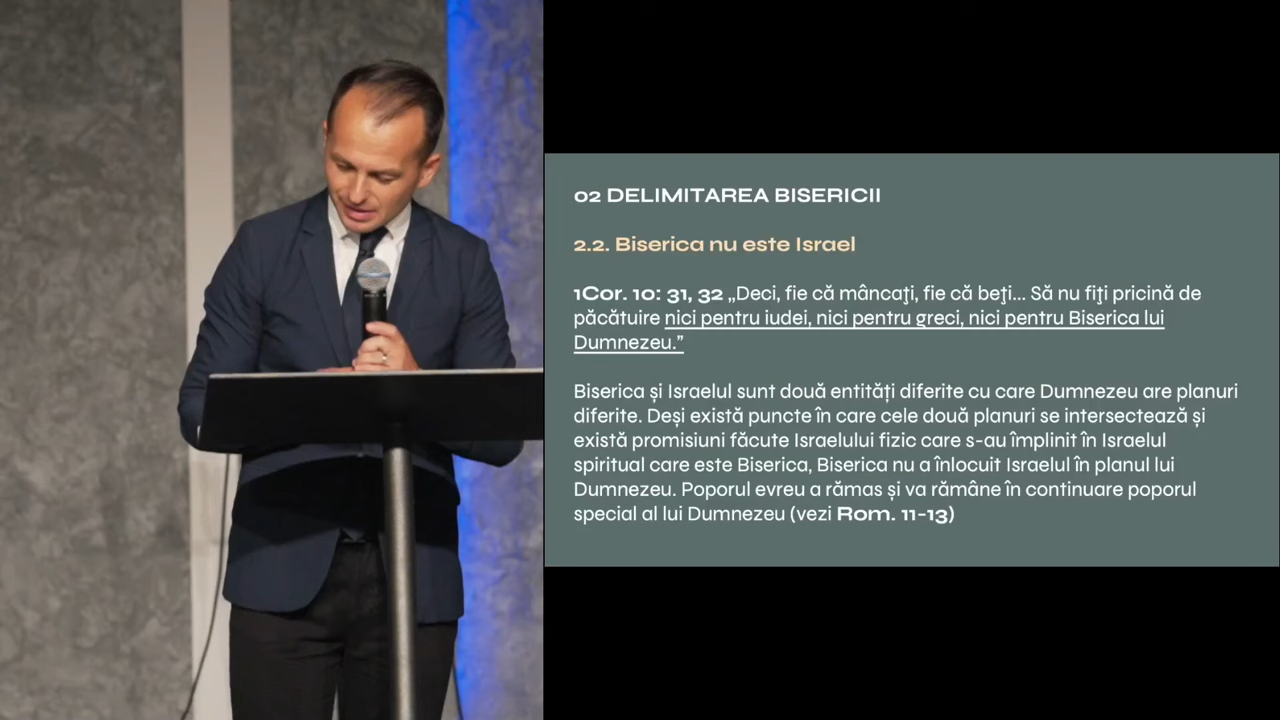 02 DELIMITAREA BISERICII
2.2. Biserica nu este Israel
1Cor. 10: 31, 32 „Deci, fie că mâncaţi, fie că beţi... Să nu fiţi pricină de
păcătuire nici pentru iudei, nici pentru greci, nici pentru Biserica lui
Dumnezeu.”
Biserica și Israelul sunt două entități diferite cu care Dumnezeu are planuri
diferite. Deși există puncte în care cele două planuri se intersectează și
există promisiuni făcute Israelului fizic care s-au împlinit în Israelul
spiritual care este Biserica, Biserica nu a înlocuit Israelul în planul lui
Dumnezeu. Poporul evreu a rămas și va rămâne în continuare poporul
special al lui Dumnezeu (vezi Rom. 11-13)